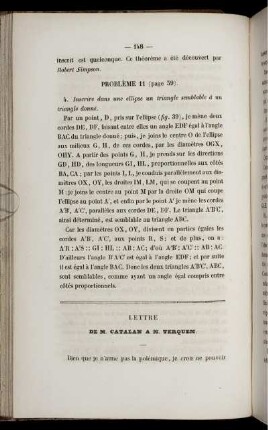 — 148 —
inscrit est quelconque. Ce théorème a été découvert par
Robert Simpson.
PROBLÈME 11 (page 39)
4. Inscrire dans une ellipse un triangle semblable à un
triangle donné.
Par un point, D, pris sur l'ellipse (fig. 39), je mène deux
cordes DE, DF, faisant entre elles un angle EDF égal à l'angle
BAC du triangle donné; puis, je joins le centre O de l'ellipse
aux milieux G, H, de ces cordes, par les diamètres OGX,
OHY. A partir des points G, H, je prends sur les directions
GD, HD, des longueurs GI, HL, proportionnelles aux côtés
BA, CA; par les points I, L, je conduis parallèlement aux dia-
mètres OX, OY, les droites IM, LM, qui se coupent au point
M: je joins le centre au point M par la droite OM qui coupe
l'ellipse au point A', et enfin par le point A' je mène les cordes
A'B', A'C', parallèles aux cordes DE, DF. Le triangle A'B'C',
ainsi déterminé, est semblable au triangle ABC.
Car les diamètres OX, OY, divisent en parties égales les
cordes A'B', A'C', aux points R, S; et de plus, on a:
A'R : A'S :: GI : HL :: AB : AC; d'où A'B' : A'C' :: AB : AC
D'ailleurs l'angle B'A'C' est égal à l'angle EDF; et par suite
il est égal à l'angle BAC. Donc les deux triangles A'B'C', ABC,
sont semblables, comme ayant un angle égal compris entre
côtés proportionnels.
LETTRE
DE M. CATALAN A M. TERQUEM
Bien que je n'aime pas la polémique, je crois ne pouvoir